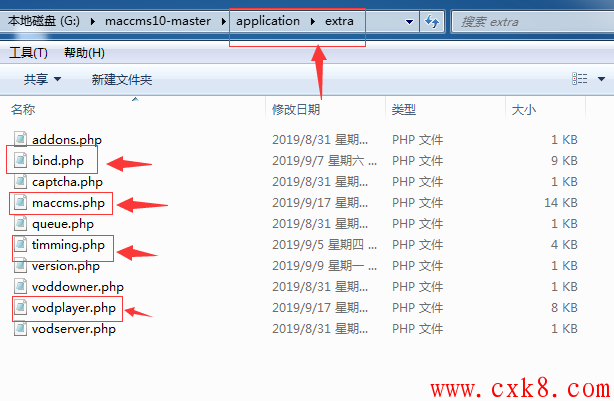 本地磁盘 (G:) maccms10-master application extra 搜索 extra
工具(T) 帮助(H)
共享 新建文件夹
名称 修改日期 类型 大小
addons.php 2019/8/31 星期... PHP 文件 1 KB
bind.php 2019/9/7 星期六 ... PHP 文件 9 KB
captcha.php 2019/8/31 星期... PHP 文件 1 KB
maccms.php 2019/9/17 星期... PHP 文件 14 KB
queue.php 2019/8/31 星期... PHP 文件 1 KB
timming.php 2019/9/5 星期四 ... PHP 文件 4 KB
version.php 2019/9/9 星期一 ... PHP 文件 1 KB
voddowner.php 2019/8/31 星期... PHP 文件 1 KB
vodplayer.php 2019/9/17 星期... PHP 文件 8 KB
vodserver.php 2019/8/31 星期... PHP 文件 1 KB
www.cxk8.com